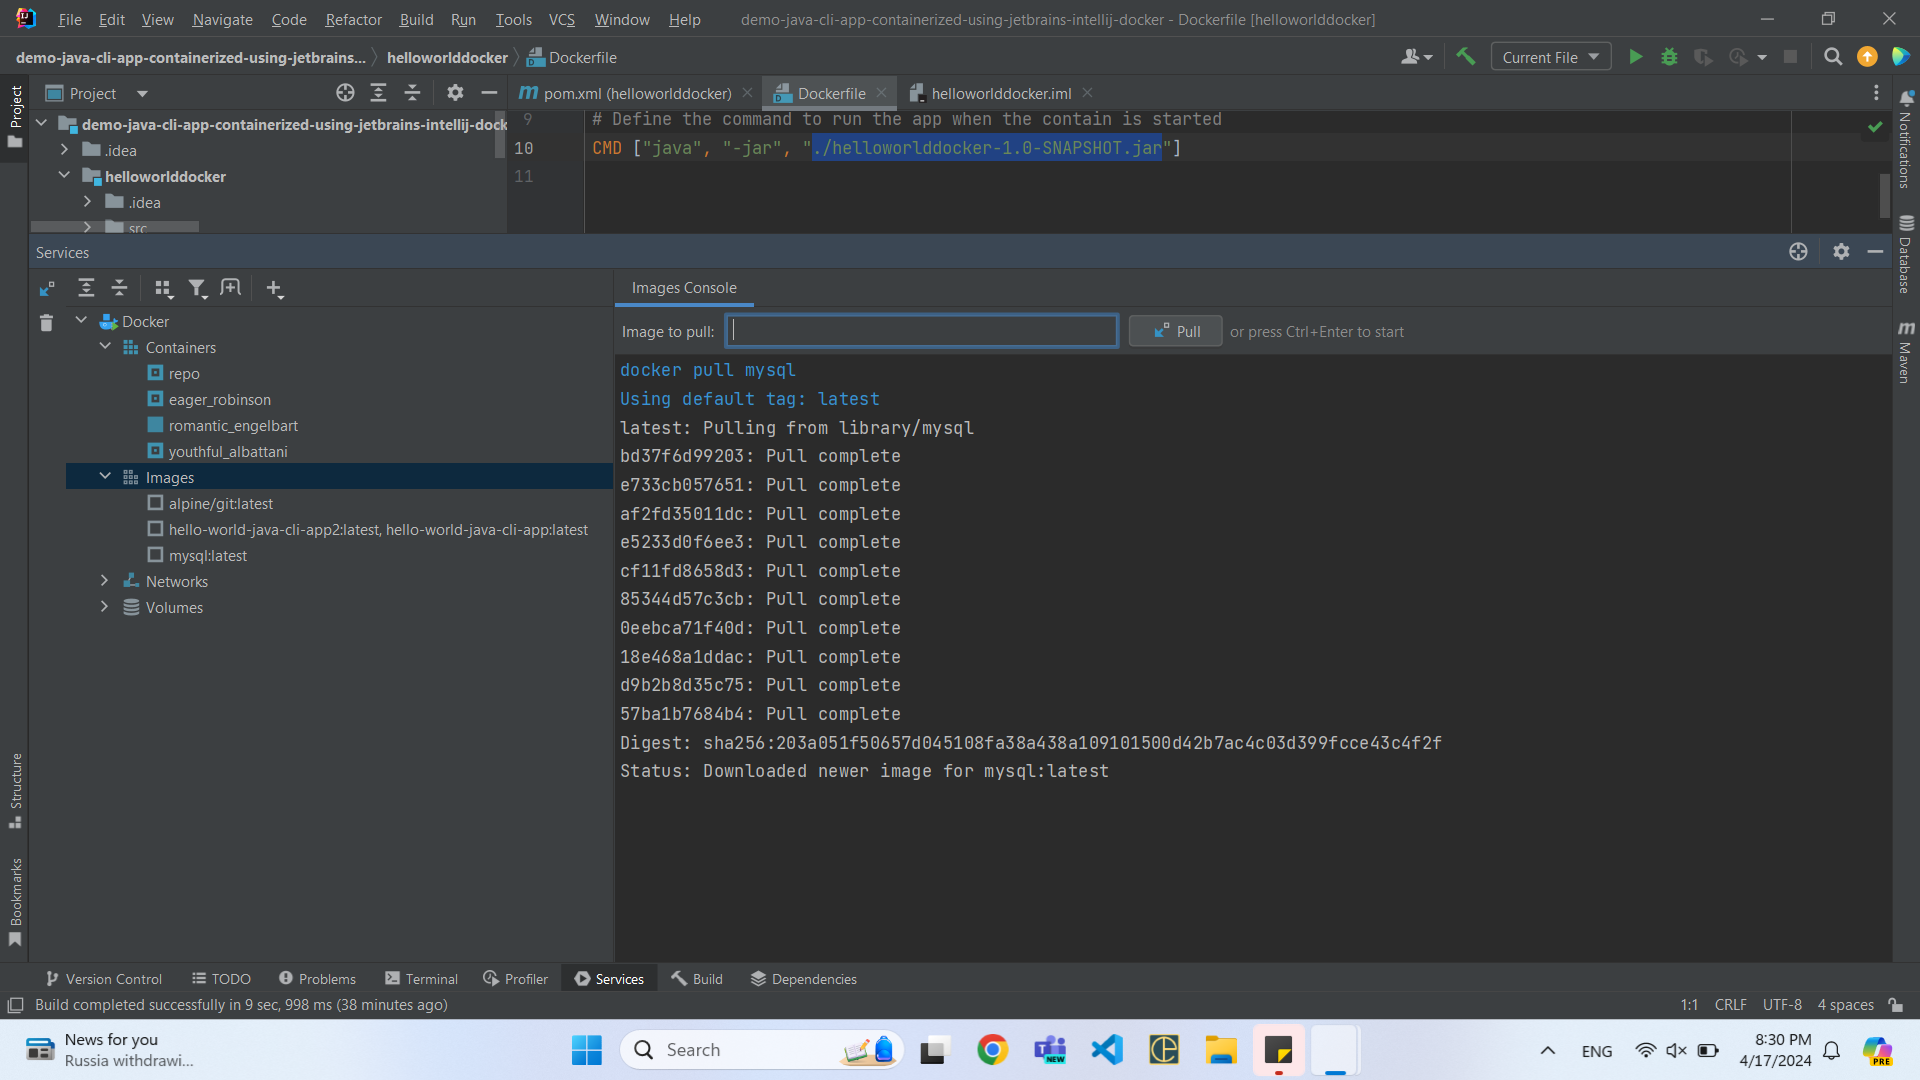 File Edit View Navigate Code Refactor Build Run Tools VCS Window Help demo-java-cli-app-containerized-using-jetbrains-intellij-docker - Dockerfile [helloworlddocker]
demo-java-cli-app-containerized-using-jetbrains... helloworlddocker Dockerfile Current File
Project pom.xml (helloworlddocker) Dockerfile helloworlddocker.iml
demo-java-cli-app-containerized-using-jetbrains-intellij-dock
.idea
helloworlddocker
.idea
src
9 # Define the command to run the app when the contain is started
10 CMD ["java", "-jar", "./helloworlddocker-1.0-SNAPSHOT.jar"]
11
Project
Structure
Bookmarks
Notifications
Database
Maven
Services
Docker
Containers
repo
eager_robinson
romantic_engelbart
youthful_albattani
Images
alpine/git:latest
hello-world-java-cli-app2:latest, hello-world-java-cli-app:latest
mysql:latest
Networks
Volumes
Images Console
Image to pull: Pull or press Ctrl+Enter to start
docker pull mysql
Using default tag: latest
latest: Pulling from library/mysql
bd37f6d99203: Pull complete
e733cb057651: Pull complete
af2fd35011dc: Pull complete
e5233d0f6ee3: Pull complete
cf11fd8658d3: Pull complete
85344d57c3cb: Pull complete
0eebca71f40d: Pull complete
18e468a1ddac: Pull complete
d9b2b8d35c75: Pull complete
57ba1b7684b4: Pull complete
Digest: sha256:203a051f50657d045108fa38a438a109101500d42b7ac4c03d399fcce43c4f2f
Status: Downloaded newer image for mysql:latest
Version Control TODO Problems Terminal Profiler Services Build Dependencies
Build completed successfully in 9 sec, 998 ms (38 minutes ago) 1:1 CRLF UTF-8 4 spaces
News for you
Russia withdrawi...
Search
NEW
ENG
8:30 PM
4/17/2024
PRE